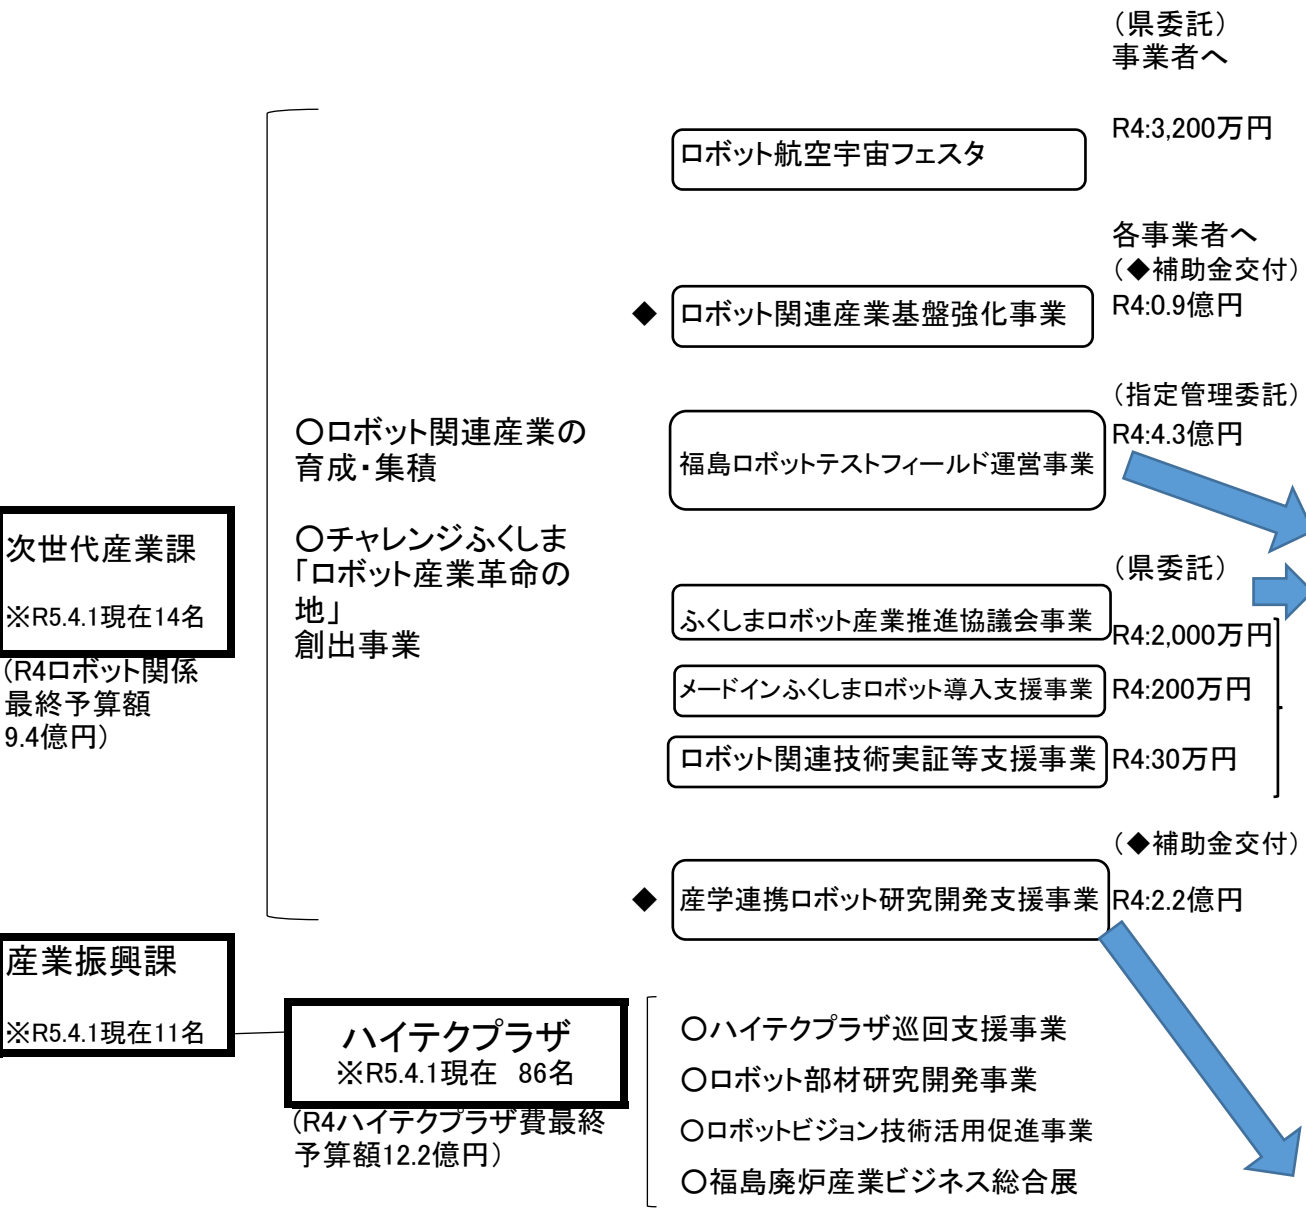 （県委託）
事業者へ
R4:3,200万円
ロボット航空宇宙フェスタ
各事業者へ
（◆補助金交付）
R4:0.9億円
◆
ロボット関連産業基盤強化事業
（指定管理委託）
R4:4.3億円
福島ロボットテストフィールド運営事業
〇ロボット関連産業の
育成・集積
〇チャレンジふくしま
「ロボット産業革命の
地」
創出事業
次世代産業課
※R5.4.1現在14名
（R4ロボット関係
最終予算額
9.4億円）
（県委託）
ふくしまロボット産業推進協議会事業
R4:2,000万円
メードインふくしまロボット導入支援事業
R4:200万円
ロボット関連技術実証等支援事業
R4:30万円
（◆補助金交付）
◆
産学連携ロボット研究開発支援事業
R4:2.2億円
産業振興課
※R5.4.1現在11名
ハイテクプラザ
※R5.4.1現在　86名
（R4ハイテクプラザ費最終
予算額12.2億円）
〇ハイテクプラザ巡回支援事業
〇ロボット部材研究開発事業
〇ロボットビジョン技術活用促進事業
〇福島廃炉産業ビジネス総合展